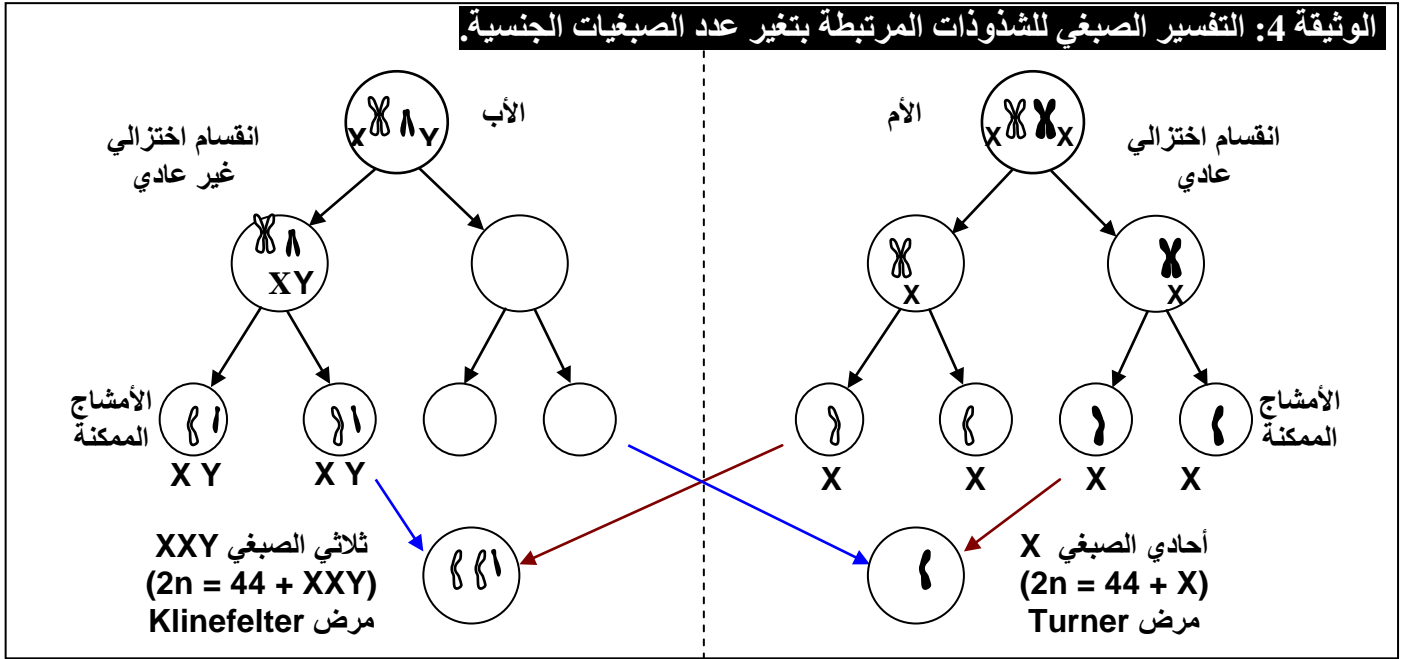 الوثيقة 4: التفسير الصبغي للشذوذات المرتبطة بتغير عدد الصبغيات الجنسية.
الأم
X X
انقسام اختزالي
عادي
X
X
الأمشاج
الممكنة
X X X X
أحادي الصبغي X
(2n = 44 + X)
مرض Turner
الأب
X Y
انقسام اختزالي
غير عادي
XY
الأمشاج
الممكنة
X Y
X Y
ثلاثي الصبغي XXY
(2n = 44 + XXY)
مرض Klinefelter